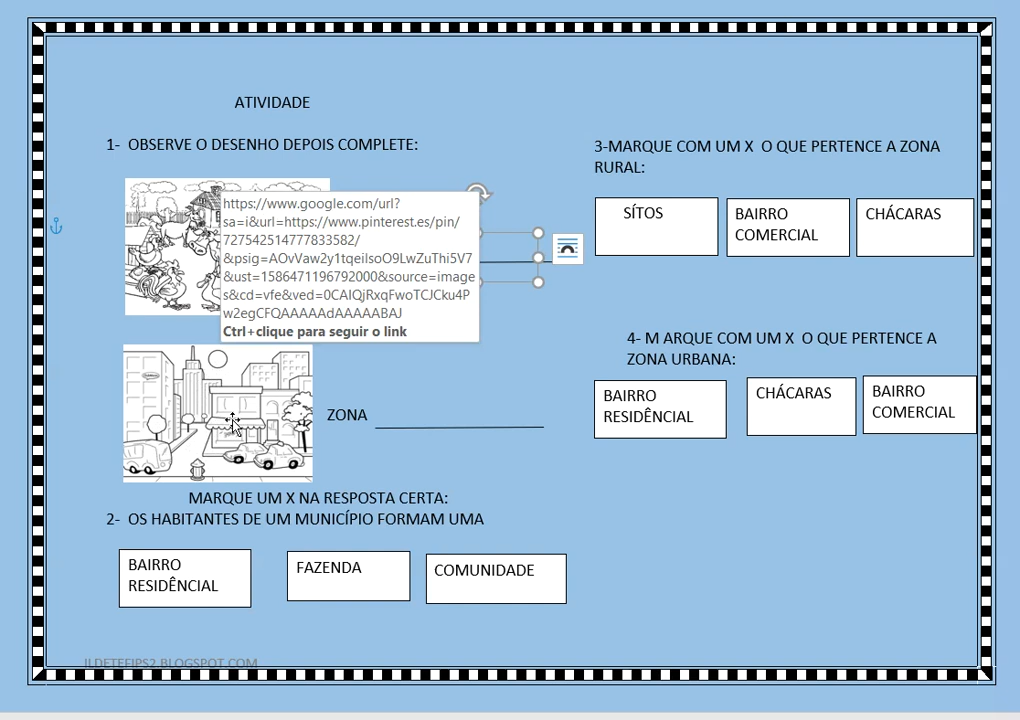 ATIVIDADE
1- OBSERVE O DESENHO DEPOIS COMPLETE:
https://www.google.com/url?
sa=i&url=https://www.pinterest.es/pin/
727542514777833582/
&psig=AOvVaw2y1tqeilsoO9LwZuThi5V7
&ust=1586471196792000&source=image
s&cd=vfe&ved=0CAIQjRxqFwoTCJCku4P
w2egCFQAAAAAdAAAAABAJ
Ctrl+clique para seguir o link
ZONA
MARQUE UM X NA RESPOSTA CERTA:
2- OS HABITANTES DE UM MUNICÍPIO FORMAM UMA
BAIRRO
RESIDÊNCIAL
FAZENDA
COMUNIDADE
3-MARQUE COM UM X O QUE PERTENCE A ZONA
RURAL:
SÍTOS
BAIRRO
COMERCIAL
CHÁCARAS
4- M ARQUE COM UM X O QUE PERTENCE A
ZONA URBANA:
BAIRRO
RESIDÊNCIAL
CHÁCARAS
BAIRRO
COMERCIAL